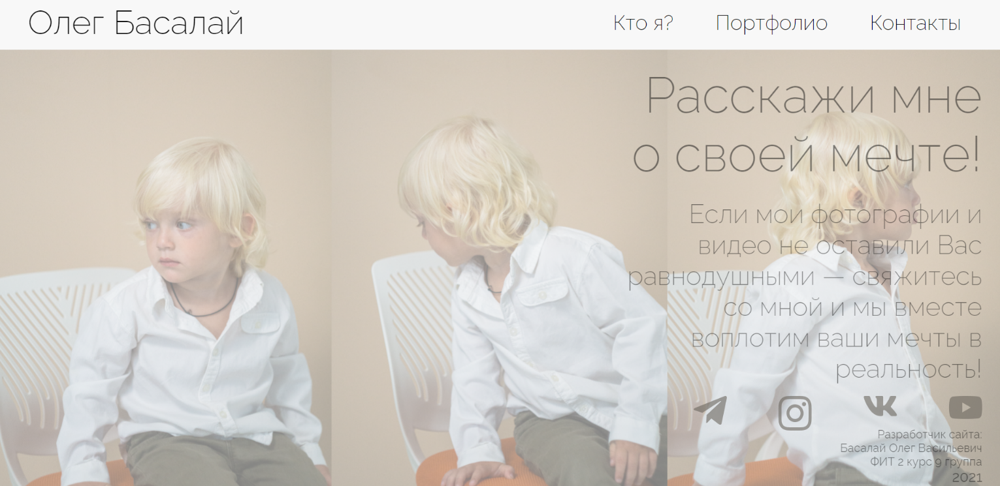 Олег Басалай
Кто я?
Портфолио
Контакты
Расскажи мне
о своей мечте!
Если мои фотографии и
видео не оставили Вас
равнодушными — свяжитесь
со мной и мы вместе
воплотим ваши мечты в
реальность!
Разработчик сайта:
Басалай Олег Васильевич
ФИТ 2 курс 9 группа
2021